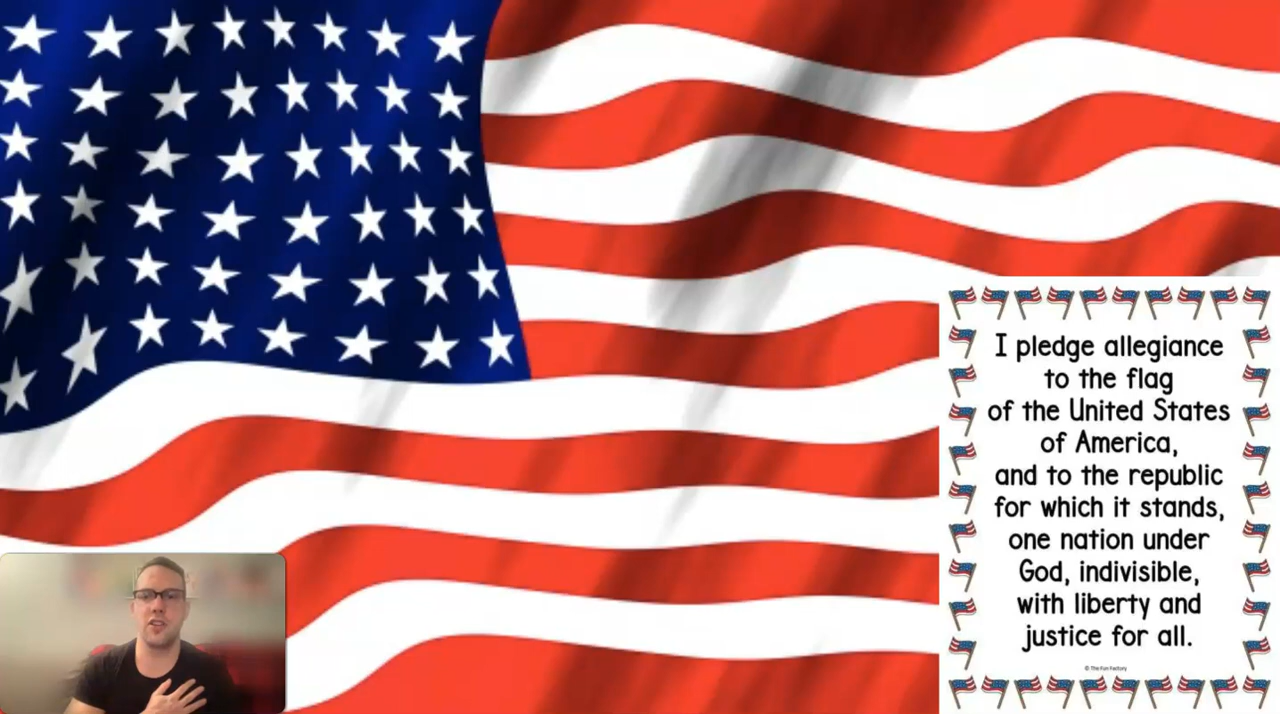 I pledge allegiance
to the flag
of the United States
of America,
and to the republic
for which it stands,
one nation under
God, indivisible,
with liberty and
justice for all.
© The Fun Factory